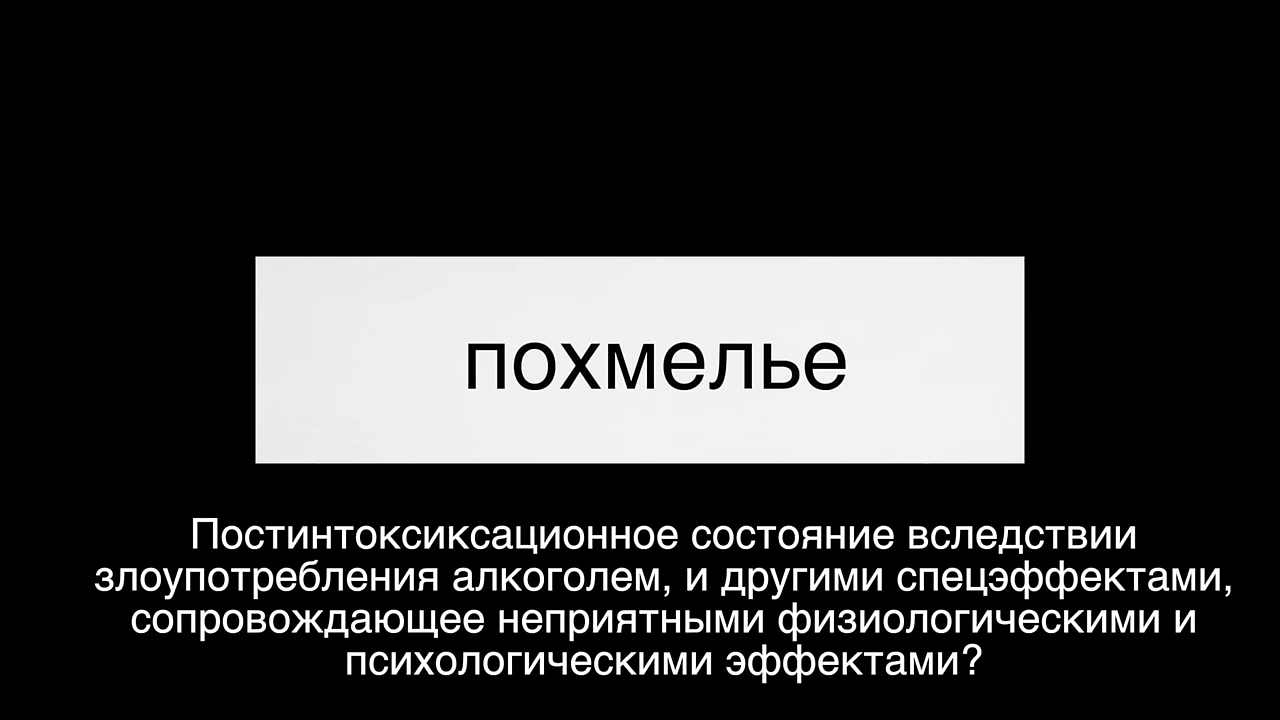 похмелье
Постинтоксиксационное состояние вследствии
злоупотребления алкоголем, и другими спецэффектами,
сопровождающее неприятными физиологическими и
психологическими эффектами?